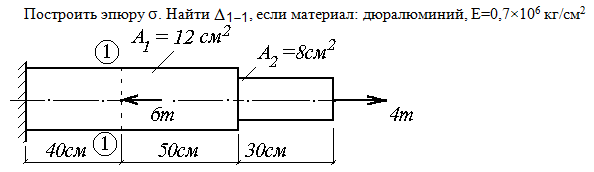 Построить эпюру σ. Найти Δ₁₋₁, если материал: дюралюминий, E=0,7×10⁶ кг/см²
① A₁ = 12 см²
A₂ =8см²
6т
4т
①
40см 50см 30см